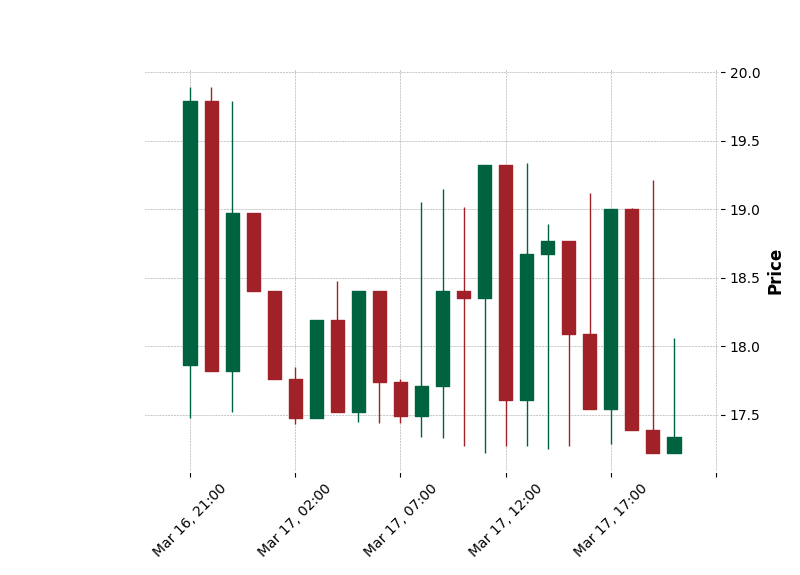 20.0
19.5
19.0
18.5
18.0
17.5
Price
Mar 16, 21:00
Mar 17, 02:00
Mar 17, 07:00
Mar 17, 12:00
Mar 17, 17:00